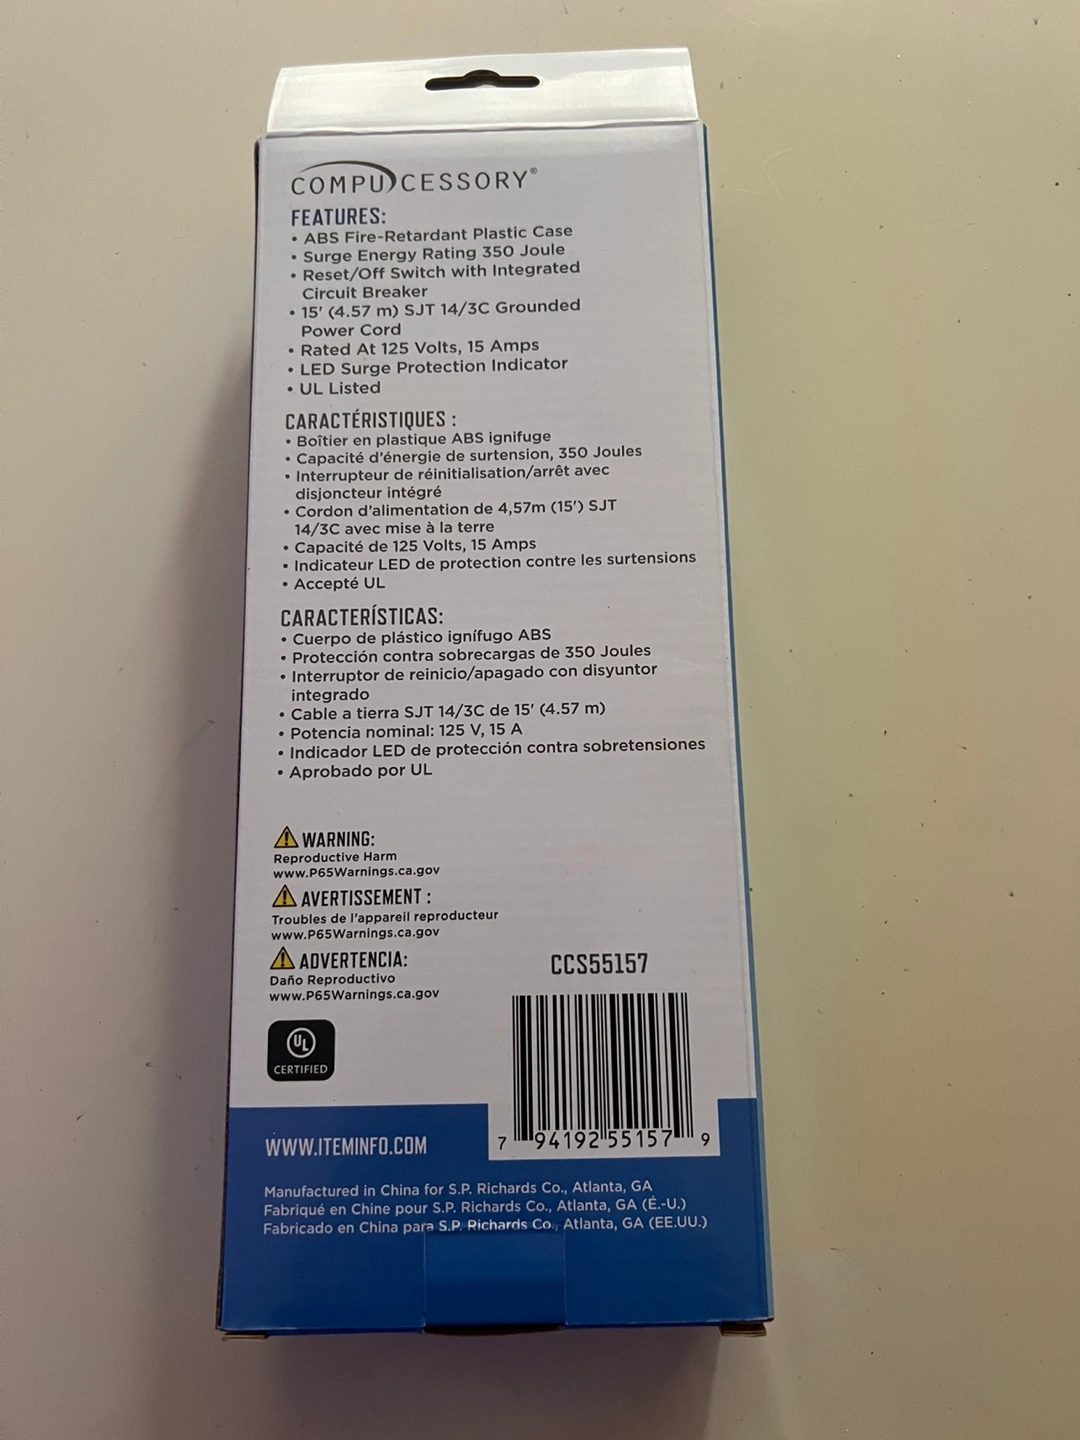 COMPUCESSORY®
FEATURES:
• ABS Fire-Retardant Plastic Case
• Surge Energy Rating 350 Joule
• Reset/Off Switch with Integrated
Circuit Breaker
• 15' (4.57 m) SJT 14/3C Grounded
Power Cord
• Rated At 125 Volts, 15 Amps
• LED Surge Protection Indicator
• UL Listed
CARACTÉRISTIQUES :
• Boîtier en plastique ABS ignifuge
• Capacité d'énergie de surtension, 350 Joules
• Interrupteur de réinitialisation/arrêt avec
disjoncteur intégré
• Cordon d'alimentation de 4,57m (15') SJT
14/3C avec mise à la terre
• Capacité de 125 Volts, 15 Amps
• Indicateur LED de protection contre les surtensions
• Accepté UL
CARACTERÍSTICAS:
• Cuerpo de plástico ignífugo ABS
• Protección contra sobrecargas de 350 Joules
• Interruptor de reinicio/apagado con disyuntor
integrado
• Cable a tierra SJT 14/3C de 15' (4.57 m)
• Potencia nominal: 125 V, 15 A
• Indicador LED de protección contra sobretensiones
• Aprobado por UL
WARNING:
Reproductive Harm
www.P65Warnings.ca.gov
AVERTISSEMENT :
Troubles de l'appareil reproducteur
www.P65Warnings.ca.gov
ADVERTENCIA:
Daño Reproductivo
www.P65Warnings.ca.gov
UL
CERTIFIED
CCS55157
7 94192 55157 9
WWW.ITEMINFO.COM
Manufactured in China for S.P. Richards Co., Atlanta, GA
Fabriqué en Chine pour S.P. Richards Co., Atlanta, GA (É.-U.)
Fabricado en China para S.P. Richards Co., Atlanta, GA (EE.UU.)